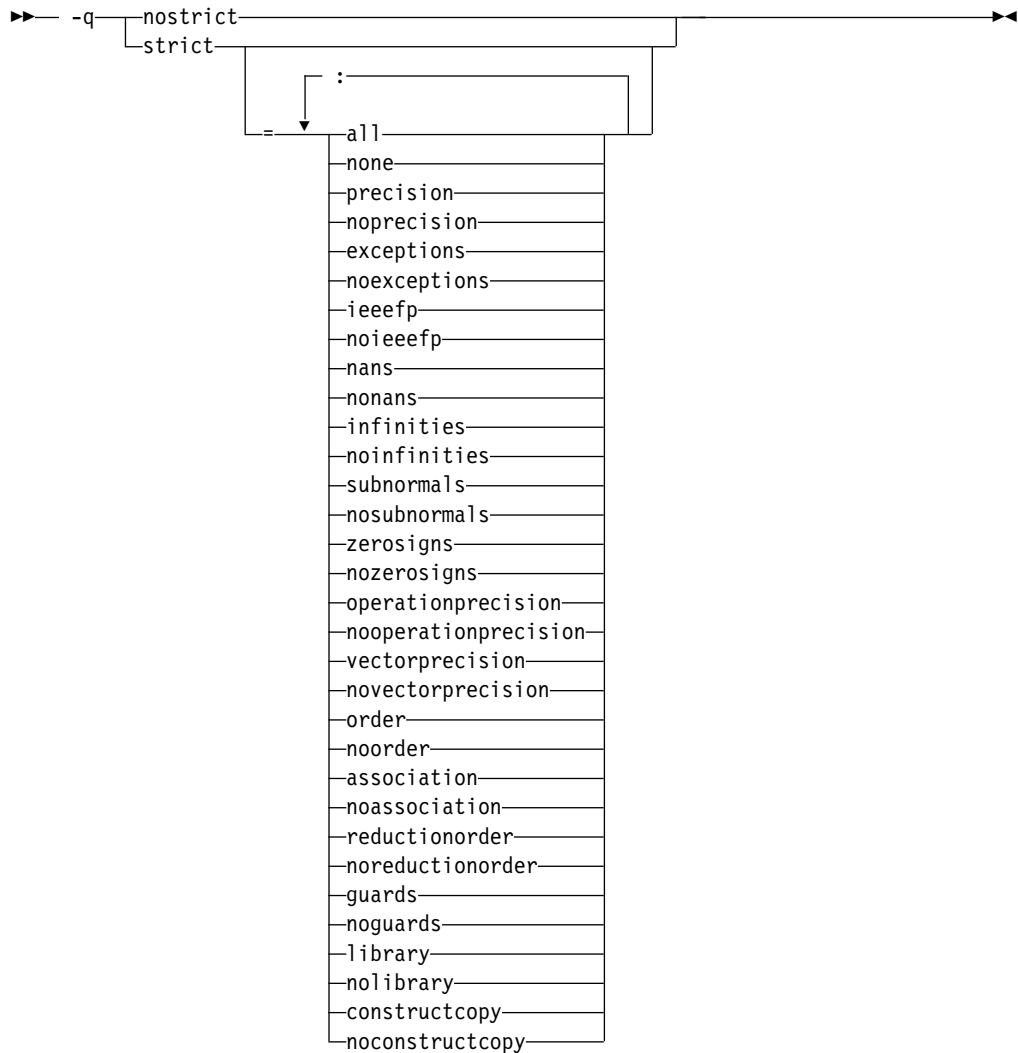 -q nostrict
strict
:
= all
none
precision
noprecision
exceptions
noexceptions
ieeefp
noieeefp
nans
nonans
infinities
noinfinities
subnormals
nosubnormals
zerosigns
nozerosigns
operationprecision
nooperationprecision
vectorprecision
novectorprecision
order
noorder
association
noassociation
reductionorder
noreductionorder
guards
noguards
library
nolibrary
constructcopy
noconstructcopy